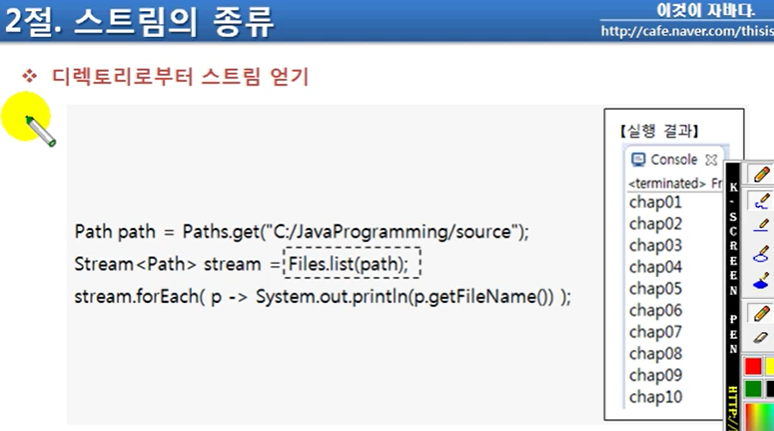 2절. 스트림의 종류
이것이 자바다.
http://cafe.naver.com/thisis
❖ 디렉토리로부터 스트림 얻기
Path path = Paths.get("C:/JavaProgramming/source");
Stream<Path> stream = Files.list(path);
stream.forEach( p -> System.out.println(p.getFileName()) );
[실행 결과]
Console
<terminated> Fr
chap01
chap02
chap03
chap04
chap05
chap06
chap07
chap08
chap09
chap10
K-SCREEN PEN
HTTP:/